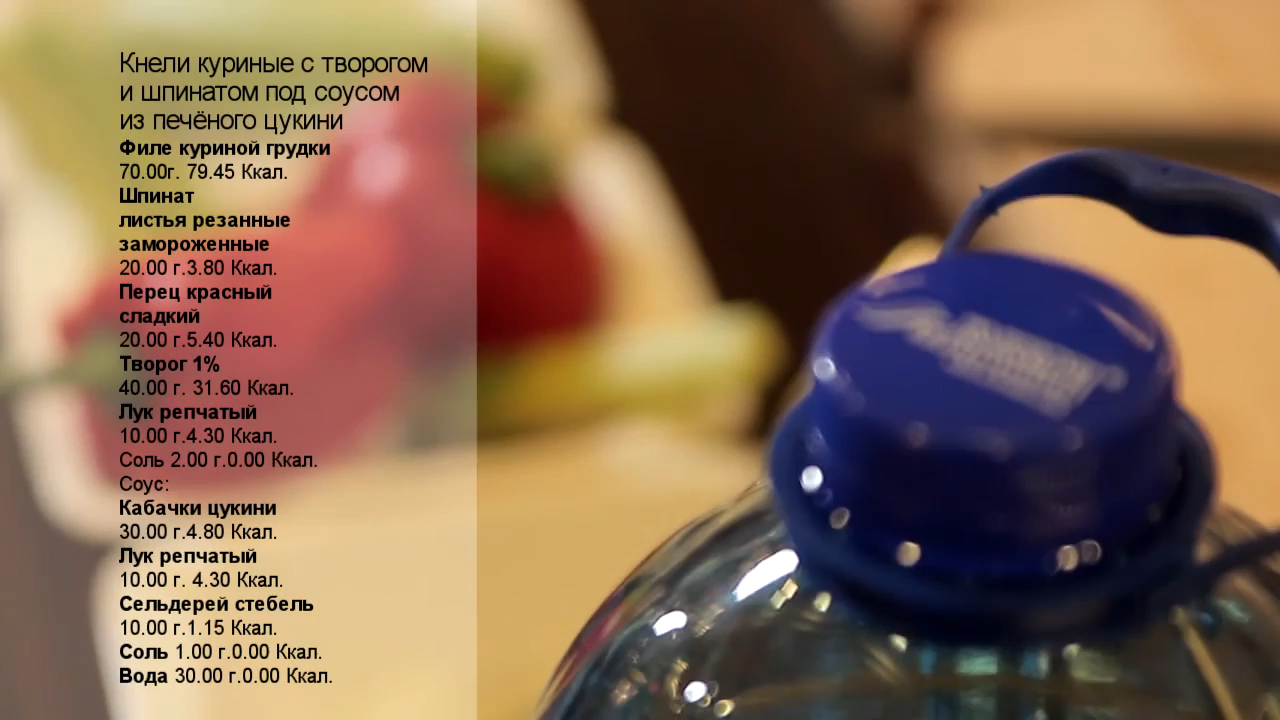 Кнели куриные с творогом
и шпинатом под соусом
из печёного цукини
Филе куриной грудки
70.00г. 79.45 Ккал.
Шпинат
листья резанные
замороженные
20.00 г.3.80 Ккал.
Перец красный
сладкий
20.00 г.5.40 Ккал.
Творог 1%
40.00 г. 31.60 Ккал.
Лук репчатый
10.00 г.4.30 Ккал.
Соль 2.00 г.0.00 Ккал.
Соус:
Кабачки цукини
30.00 г.4.80 Ккал.
Лук репчатый
10.00 г. 4.30 Ккал.
Сельдерей стебель
10.00 г.1.15 Ккал.
Соль 1.00 г.0.00 Ккал.
Вода 30.00 г.0.00 Ккал.